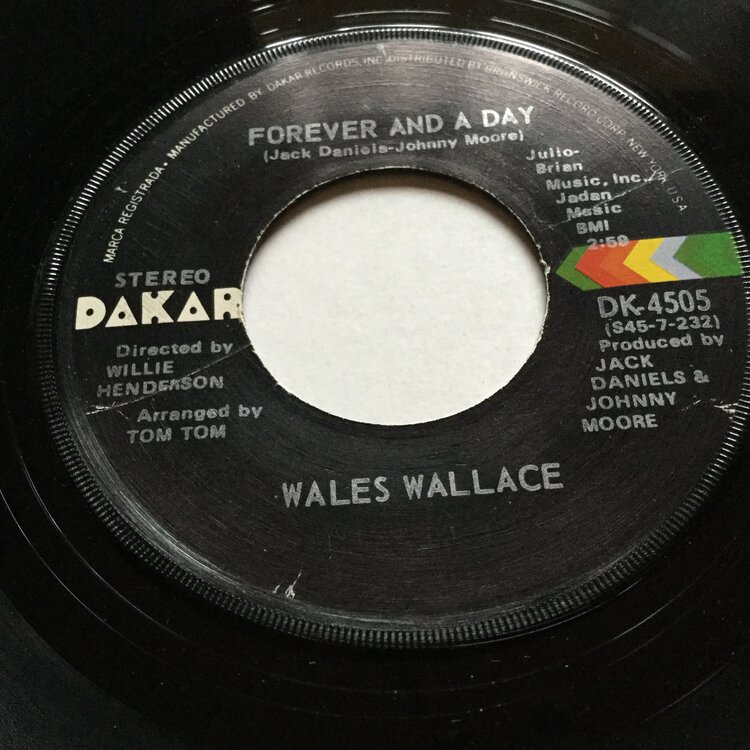 MARCA REGISTRADA • MANUFACTURED BY DAKAR RECORDS, INC. DISTRIBUTED BY BRUNSWICK RECORD CORP. NEW YORK, U.S.A
FOREVER AND A DAY
(Jack Daniels-Johnny Moore)
Julio-
Brian
Music, Inc.
Jadan
Music
BMI
2:59
STEREO
DAKAR
Directed by
WILLIE
HENDERSON
Arranged by
TOM TOM
DK-4505
(S45-7-232)
Produced by
JACK
DANIELS &
JOHNNY
MOORE
WALES WALLACE